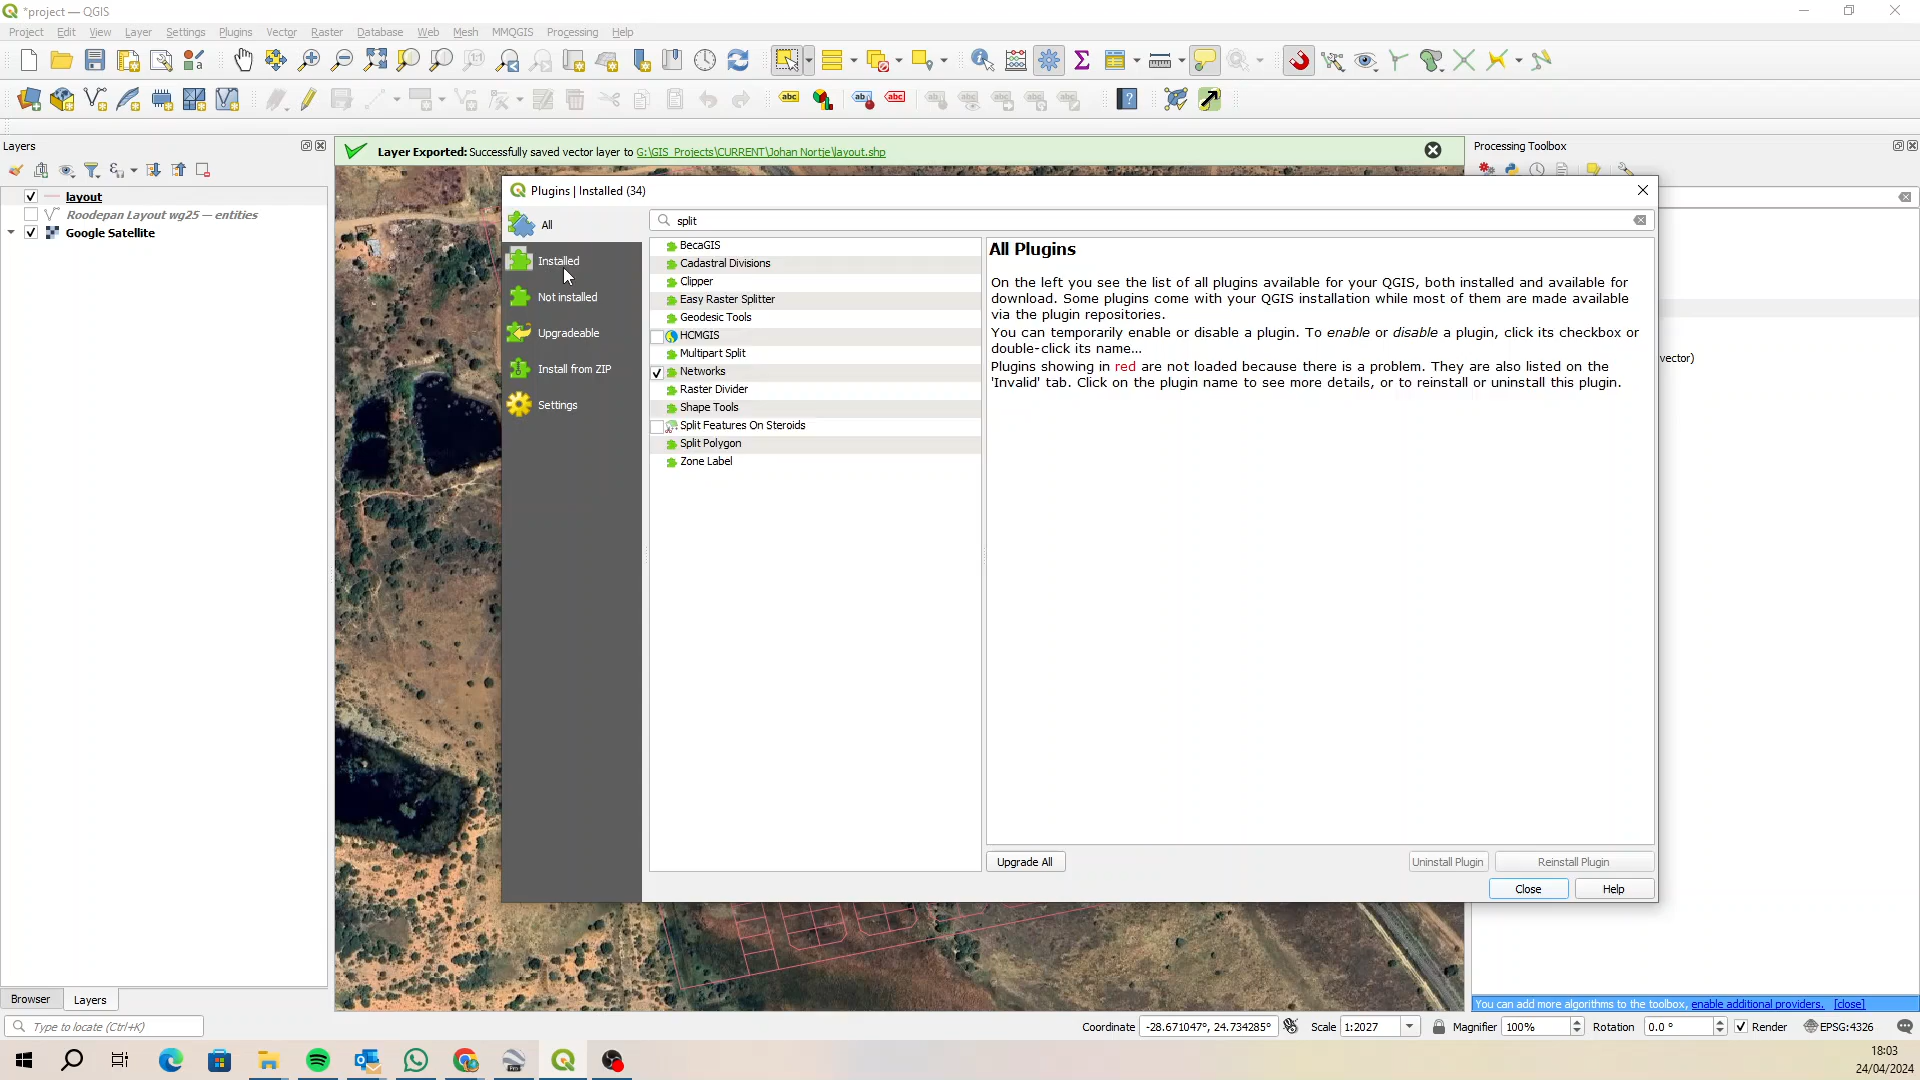 *project — QGIS
Project Edit View Layer Settings Plugins Vector Raster Database Web Mesh MMQGIS Processing Help
Layers
layout
Roodepan Layout wg25 — entities
Google Satellite
Layer Exported: Successfully saved vector layer to G:\GIS_Projects\CURRENT\Johan Nortje\layout.shp
Processing Toolbox
vector)
Plugins | Installed (34)
All
Installed
Not installed
Upgradeable
Install from ZIP
Settings
split
BecaGIS
Cadastral Divisions
Clipper
Easy Raster Splitter
Geodesic Tools
HCMGIS
Multipart Split
Networks
Raster Divider
Shape Tools
Split Features On Steroids
Split Polygon
Zone Label
All Plugins
On the left you see the list of all plugins available for your QGIS, both installed and available for
download. Some plugins come with your QGIS installation while most of them are made available
via the plugin repositories.
You can temporarily enable or disable a plugin. To enable or disable a plugin, click its checkbox or
double-click its name...
Plugins showing in red are not loaded because there is a problem. They are also listed on the
'Invalid' tab. Click on the plugin name to see more details, or to reinstall or uninstall this plugin.
Upgrade All
Uninstall Plugin
Reinstall Plugin
Close
Help
Browser
Layers
You can add more algorithms to the toolbox, enable additional providers. [close]
Type to locate (Ctrl+K)
Coordinate -28.671047°, 24.734285° Scale 1:2027 Magnifier 100% Rotation 0.0 ° Render EPSG:4326
18:03
24/04/2024